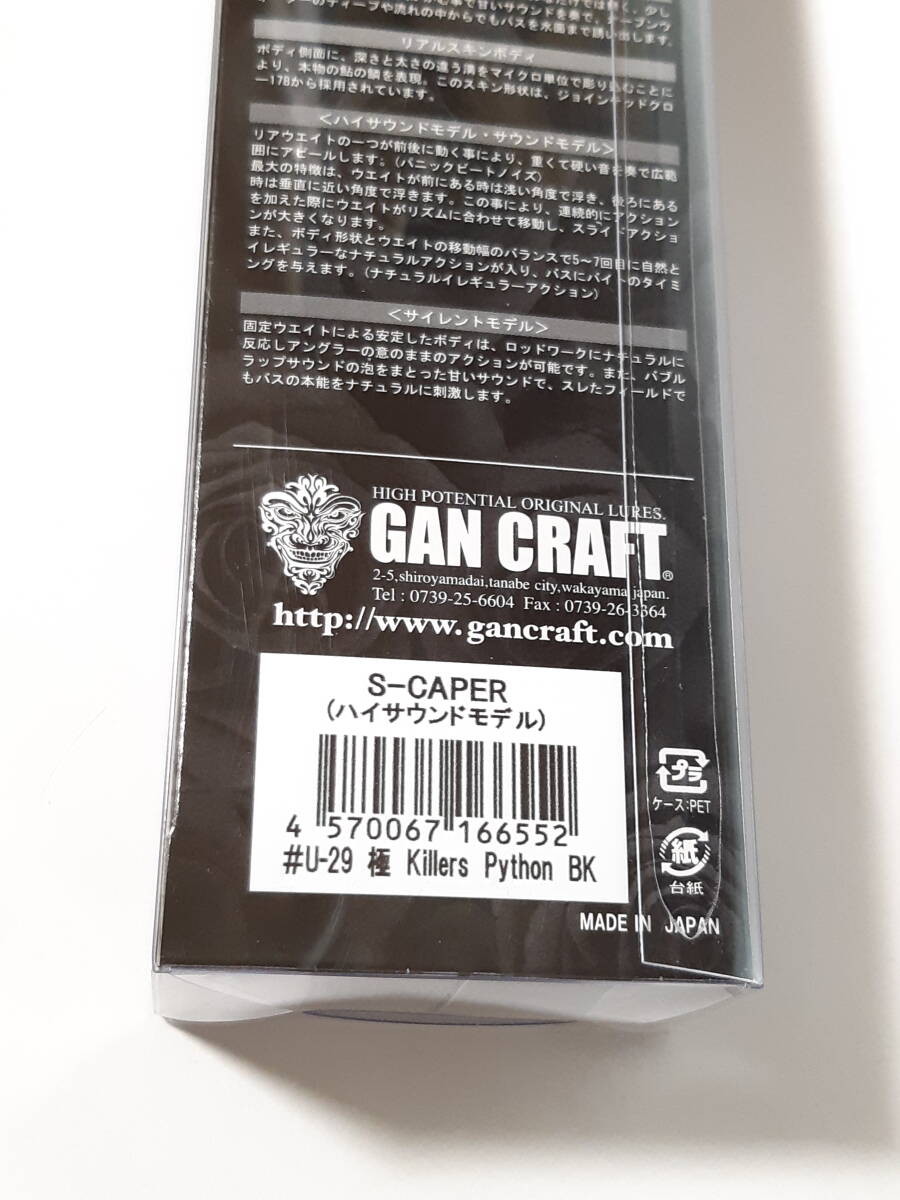 リアルスキンボディ
ボディ側面に、深さと太さの違う溝をマイクロ単位で彫り込むことに
より、本物の鮎の鱗を表現。このスキン形状は、ジョインテッドクロ
ー178から採用されています。
<ハイサウンドモデル・サウンドモデル>
リアウエイトの一つが前後に動く事により、重くて硬い音を奏で広範
囲にアピールします。(パニックビートノイズ)
最大の特徴は、ウエイトが前にある時は浅い角度で浮き、後ろにある
時は垂直に近い角度で浮きます。この事により、連続的にアクション
を加えた際にウエイトがリズムに合わせて移動し、スライドアクショ
ンが大きくなります。
また、ボディ形状とウエイトの移動幅のバランスで5~7回目に自然と
イレギュラーなナチュラルアクションが入り、バスにバイトのタイミ
ングを与えます。(ナチュラルイレギュラーアクション)
<サイレントモデル>
固定ウエイトによる安定したボディは、ロッドワークにナチュラルに
反応しアングラーの意のままのアクションが可能です。また、バブル
ラップサウンドの泡をまとった甘いサウンドで、スレたフィールドで
もバスの本能をナチュラルに刺激します。
HIGH POTENTIAL ORIGINAL LURES.
GAN CRAFT®
2-5,shiroyamadai,tanabe city,wakayama japan.
Tel : 0739-25-6604 Fax : 0739-26-3364
http://www.gancraft.com
S-CAPER
(ハイサウンドモデル)
4 570067 166552
#U-29 極 Killers Python BK
プラ
ケース:PET
紙
台紙
MADE IN JAPAN